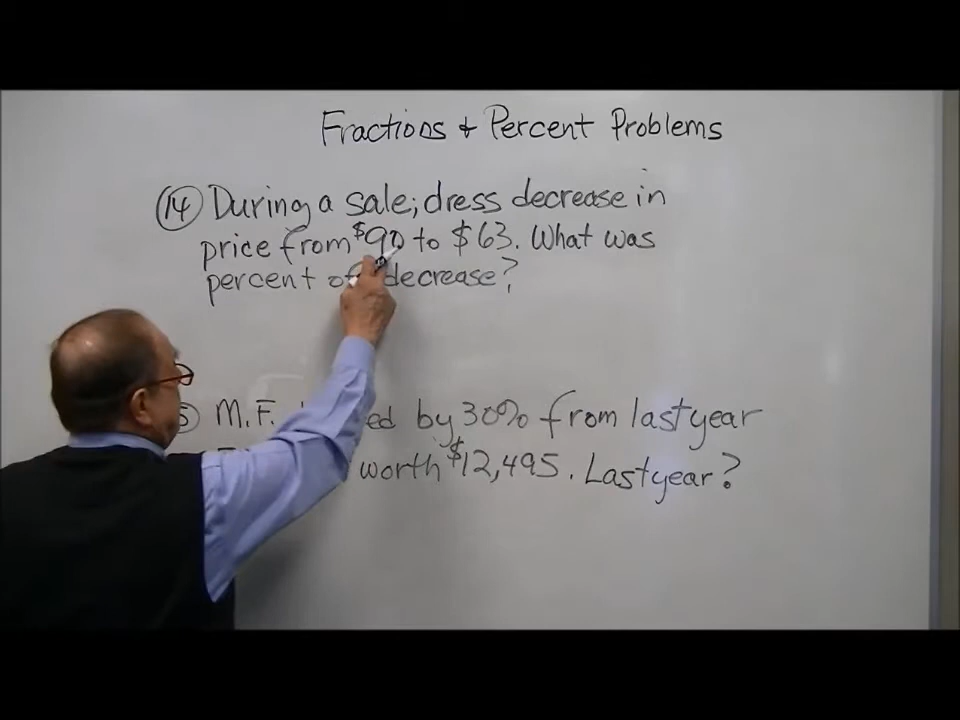 Fractions + Percent Problems
(14) During a sale; dress decrease in
price from $90 to $63. What was
percent of decrease?
M.F. by 30% from last year
worth $12,495. Last year?